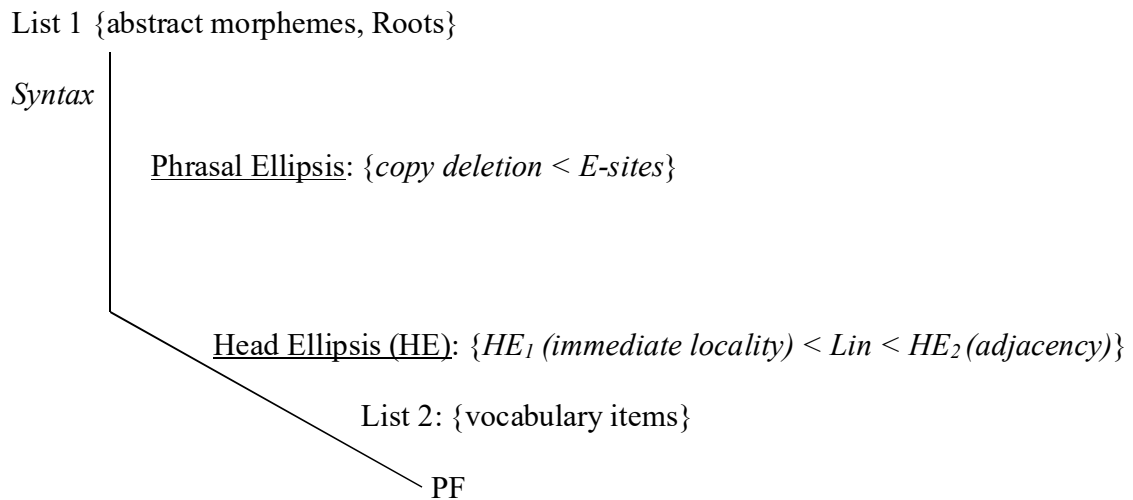 List 1 {abstract morphemes, Roots}
Syntax
Phrasal Ellipsis: {copy deletion < E-sites}
Head Ellipsis (HE): {HE₁ (immediate locality) < Lin < HE₂ (adjacency)}
List 2: {vocabulary items}
PF